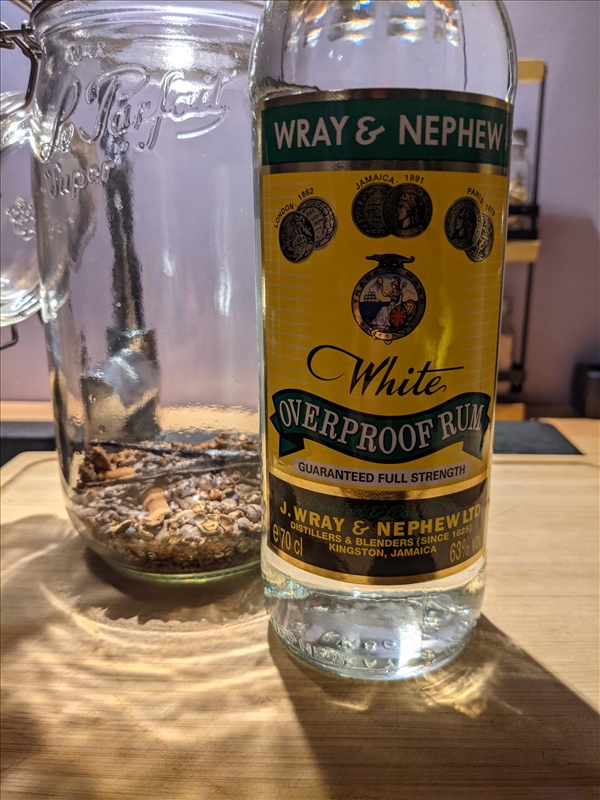 Le Parfait
Super
WRAY & NEPHEW
LONDON, 1862
JAMAICA, 1891
PARIS, 1878
White
OVERPROOF RUM
GUARANTEED FULL STRENGTH
J. WRAY & NEPHEW LTD
DISTILLERS & BLENDERS (SINCE 1825)
KINGSTON, JAMAICA
e 70 cl
63%